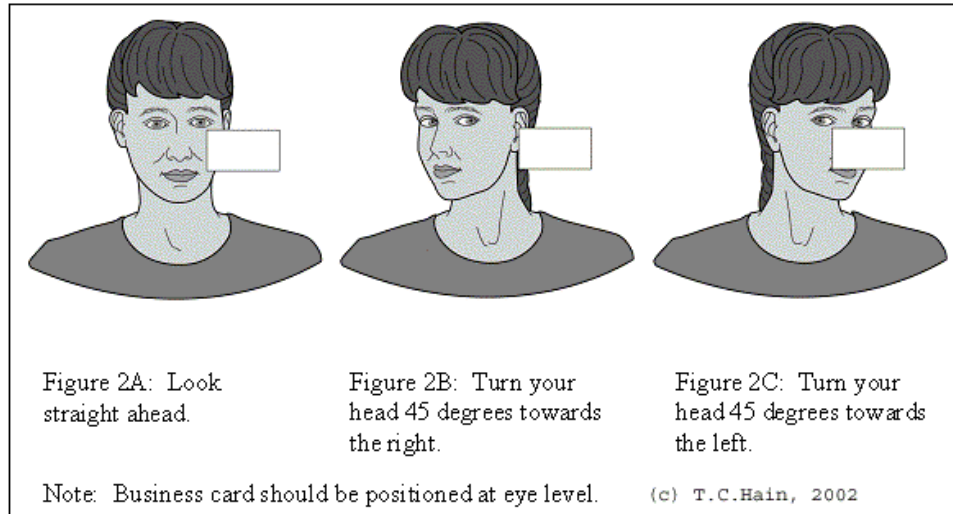 Figure 2A: Look
straight ahead.
Figure 2B: Turn your
head 45 degrees towards
the right.
Figure 2C: Turn your
head 45 degrees towards
the left.
Note: Business card should be positioned at eye level. (c) T.C.Hain, 2002